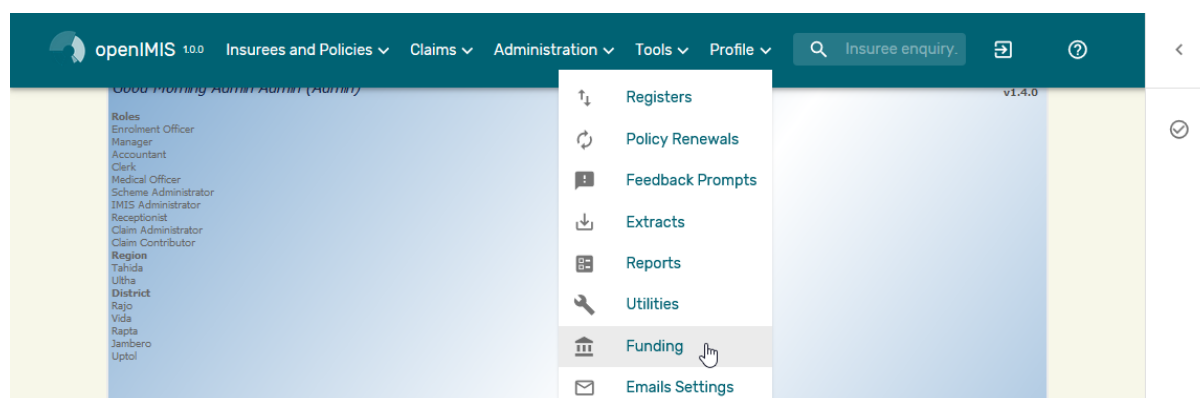 openIMIS 1.0.0 Insurees and Policies Claims Administration Tools Profile Insuree enquiry.
Good Morning Admin Admin (Admin)
v1.4.0
Roles
Enrolment Officer
Manager
Accountant
Clerk
Medical Officer
Scheme Administrator
IMIS Administrator
Receptionist
Claim Administrator
Claim Contributor
Region
Tahida
Ultha
District
Rajo
Vida
Rapta
Jambero
Uptol
Registers
Policy Renewals
Feedback Prompts
Extracts
Reports
Utilities
Funding
Emails Settings